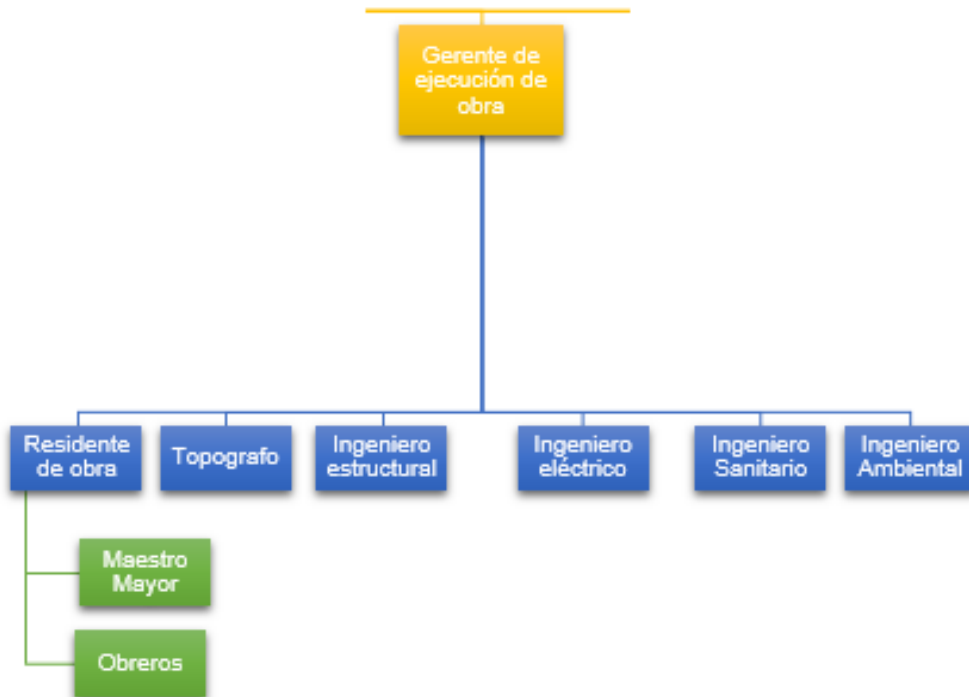 Gerente de
ejecución de
obra
Residente
de obra
Topografo
Ingeniero
estructural
Ingeniero
eléctrico
Ingeniero
Sanitario
Ingeniero
Ambiental
Maestro
Mayor
Obreros